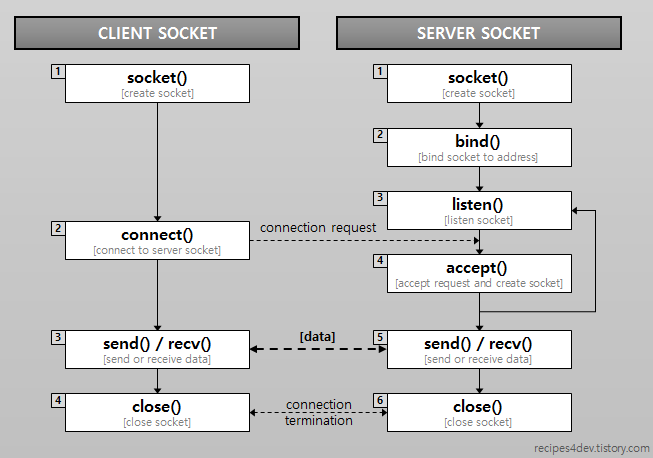 CLIENT SOCKET
1
socket()
[create socket]
2
connect()
[connect to server socket]
3
send() / recv()
[send or receive data]
4
close()
[close socket]
connection request
[data]
connection
termination
SERVER SOCKET
1
socket()
[create socket]
2
bind()
[bind socket to address]
3
listen()
[listen socket]
4
accept()
[accept request and create socket]
5
send() / recv()
[send or receive data]
6
close()
[close socket]
recipes4dev.tistory.com